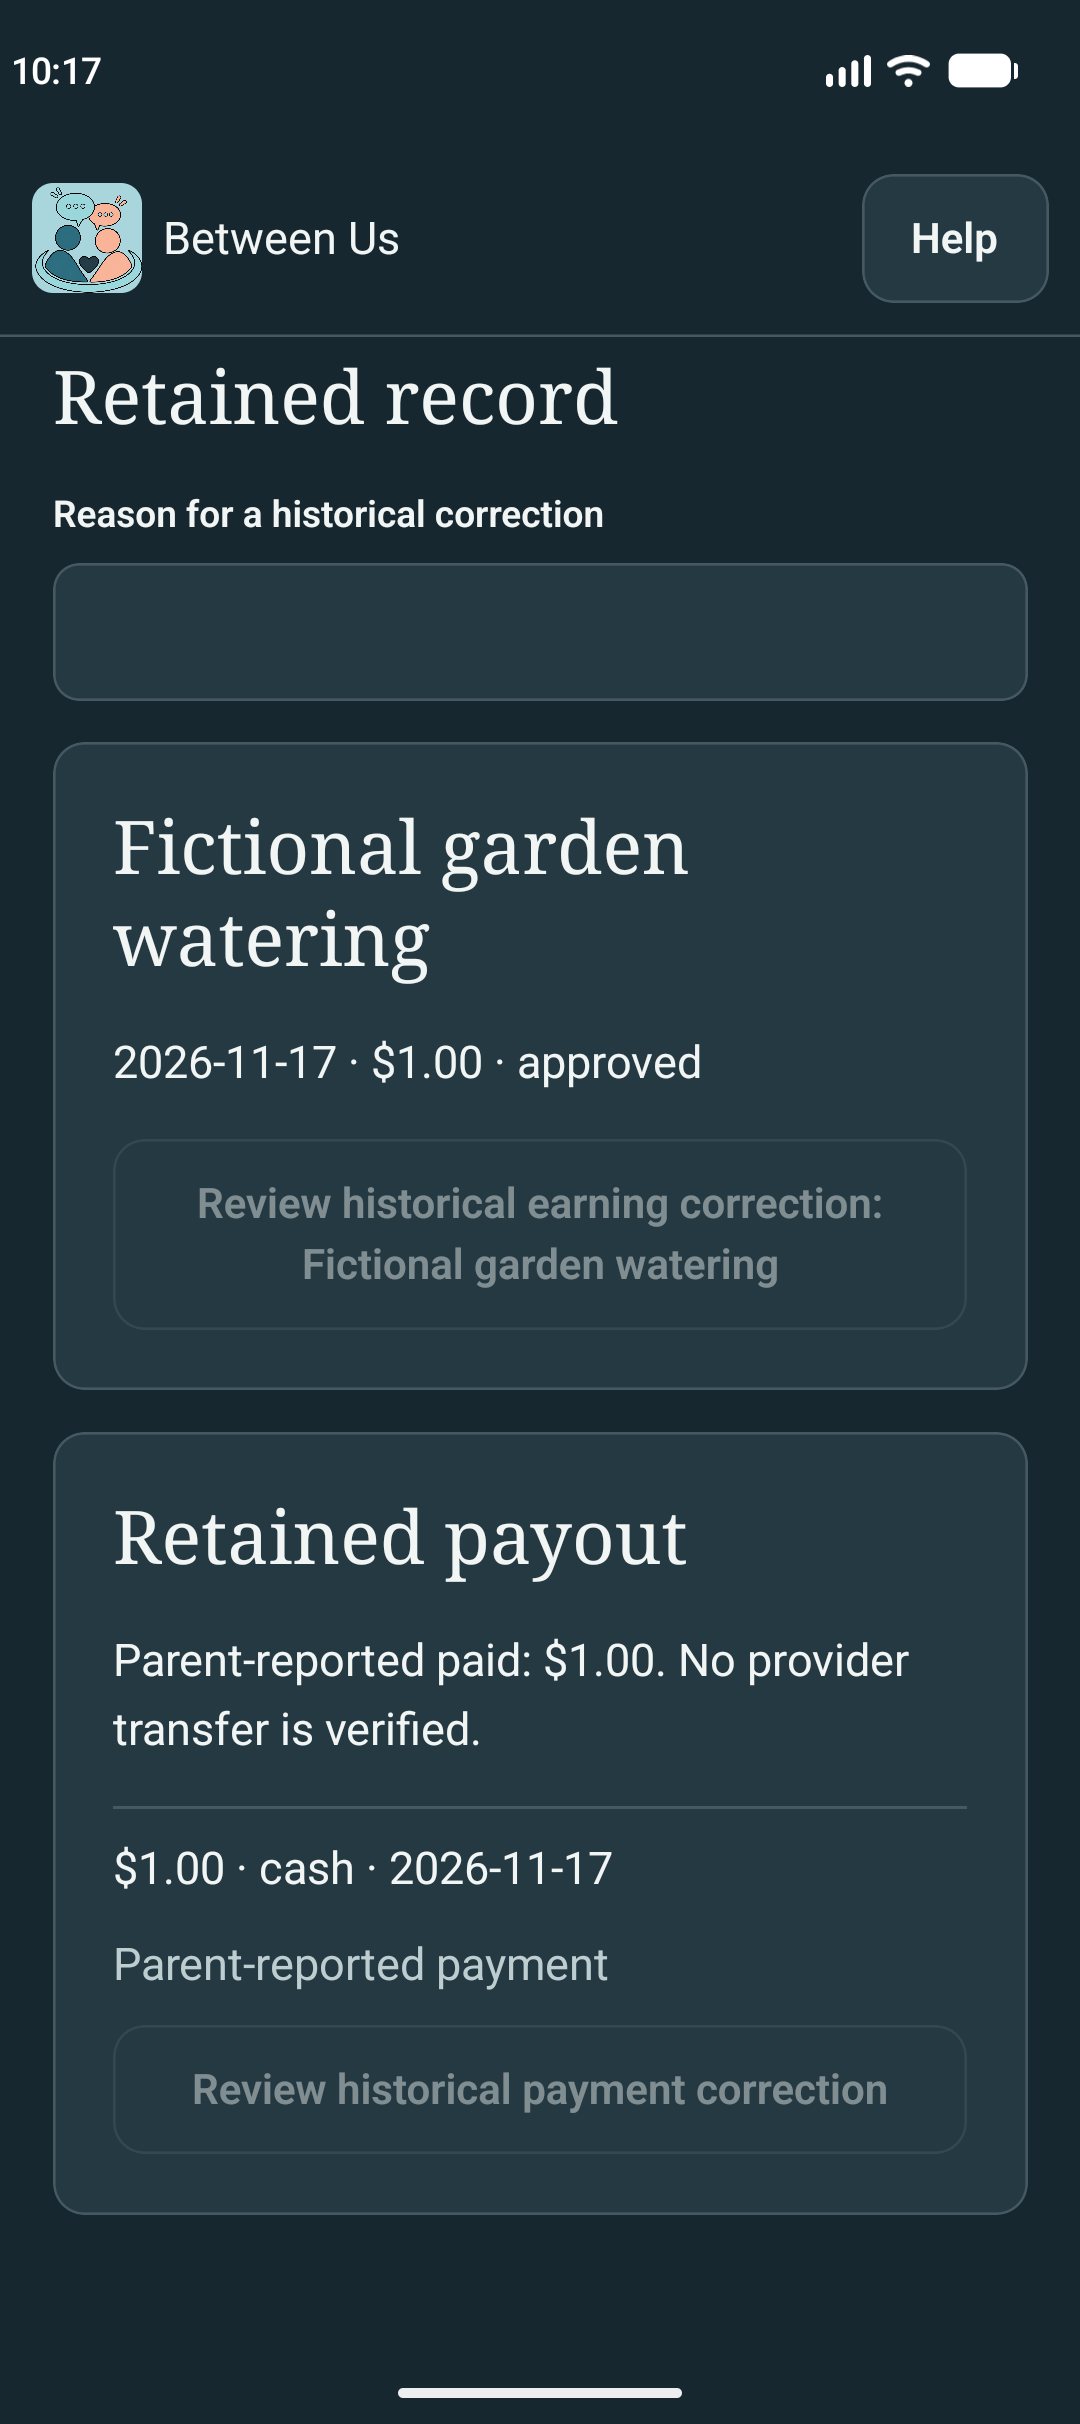 10:17
Between Us
Help
Retained record
Reason for a historical correction
Fictional garden
watering
2026-11-17 · $1.00 · approved
Review historical earning correction:
Fictional garden watering
Retained payout
Parent-reported paid: $1.00. No provider
transfer is verified.
$1.00 · cash · 2026-11-17
Parent-reported payment
Review historical payment correction